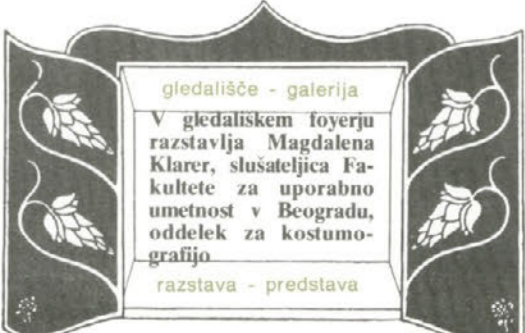 gledališče - galerija
V gledališkem foyerju
razstavlja Magdalena
Klarer, slušateljica Fa-
kultete za uporabno
umetnost v Beogradu,
oddelek za kostumo-
grafijo
razstava - predstava